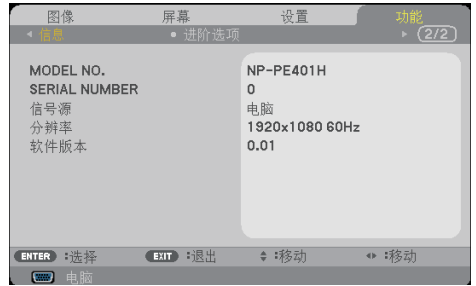 图像 屏幕 设置 功能
信息 进阶选项 (2/2)
MODEL NO. NP-PE401H
SERIAL NUMBER 0
信号源 电脑
分辨率 1920x1080 60Hz
软件版本 0.01
ENTER :选择 EXIT :退出 :移动 :移动
电脑